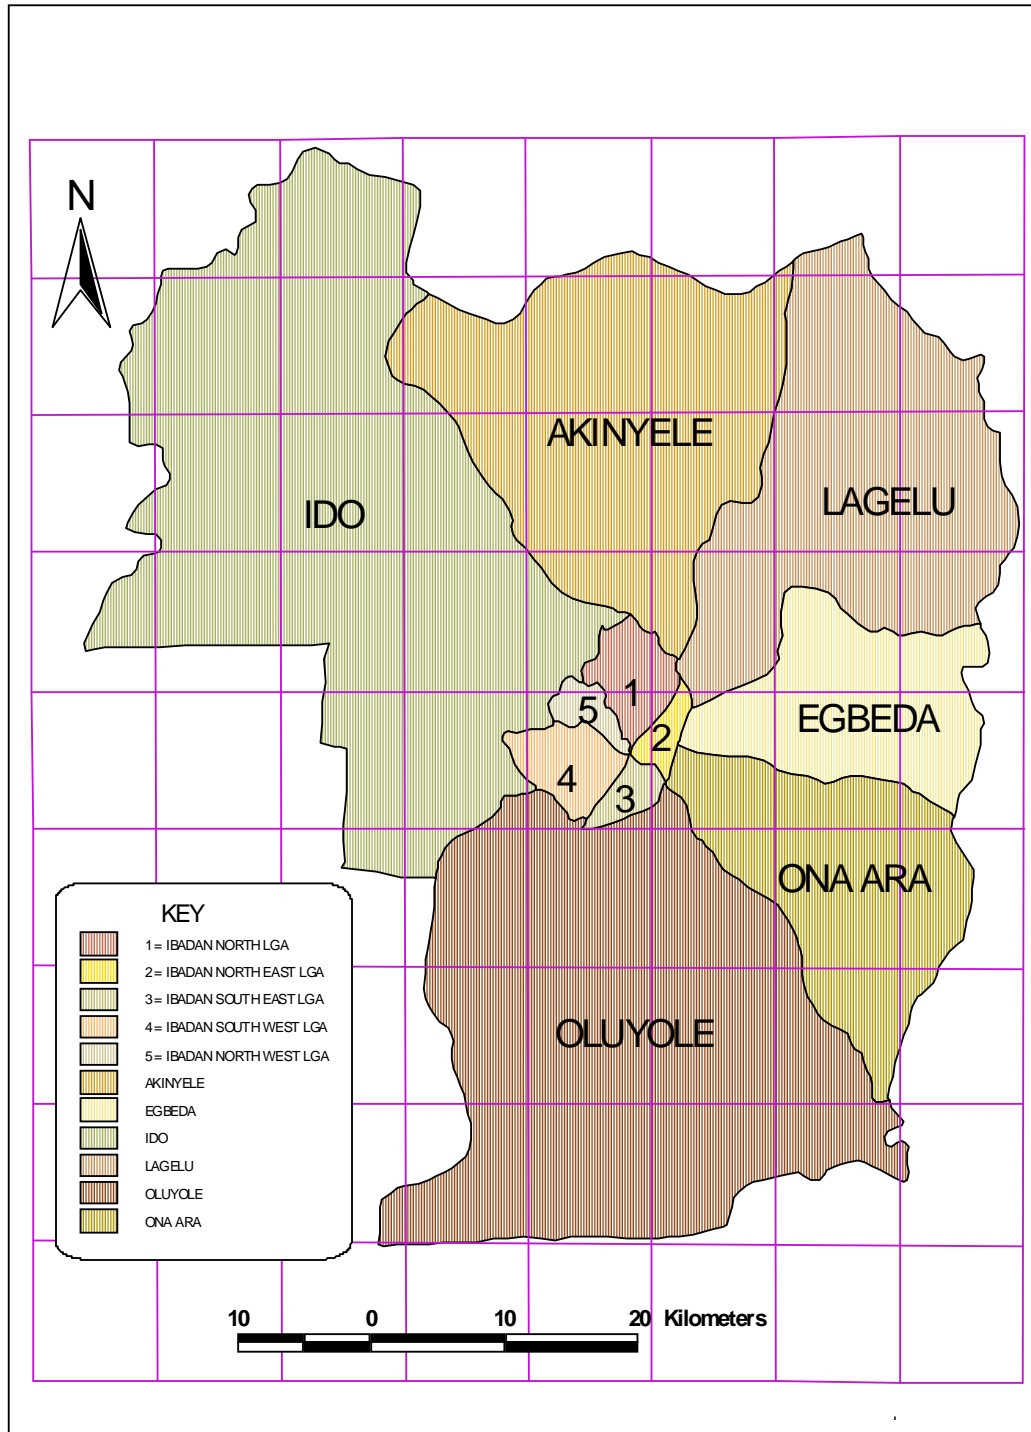 N
AKINYELE
LAGELU
IDO
1
5
2
EGBEDA
4
3
ONA ARA
OLUYOLE
KEY
1 = IBADAN NORTH LGA
2 = IBADAN NORTH EAST LGA
3 = IBADAN SOUTH EAST LGA
4 = IBADAN SOUTH WEST LGA
5 = IBADAN NORTH WEST LGA
AKINYELE
EGBEDA
IDO
LAGELU
OLUYOLE
ONA ARA
10 0 10 20 Kilometers